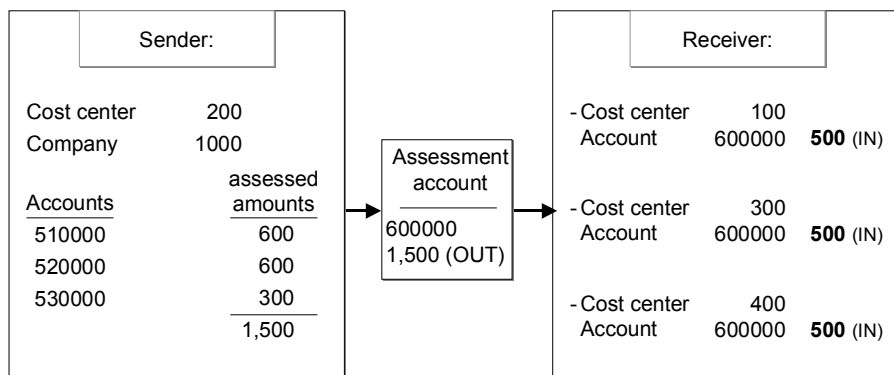 Sender:
Cost center 200
Company 1000
assessed
Accounts amounts
510000 600
520000 600
530000 300
1,500
Assessment
account
600000
1,500 (OUT)
Receiver:
- Cost center 100
Account 600000 500 (IN)
- Cost center 300
Account 600000 500 (IN)
- Cost center 400
Account 600000 500 (IN)